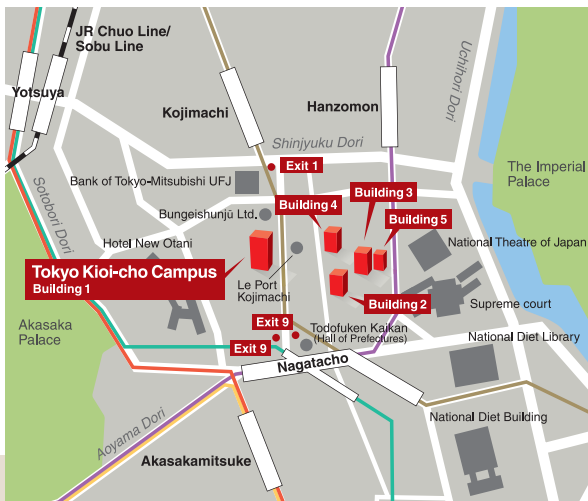 JR Chuo Line/
Sobu Line
Yotsuya
Kojimachi
Hanzomon
Uchihori Dori
Shinjyuku Dori
Exit 1
The Imperial
Palace
Bank of Tokyo-Mitsubishi UFJ
Building 3
Building 4
Building 5
Sotobori Dori
Bungeishunjū Ltd.
Hotel New Otani
National Theatre of Japan
Tokyo Kioi-cho Campus
Building 1
Le Port
Kojimachi
Building 2
Supreme court
Akasaka
Palace
Exit 9
Exit 9
Todofuken Kaikan
(Hall of Prefectures)
National Diet Library
Nagatacho
Aoyama Dori
National Diet Building
Akasakamitsuke